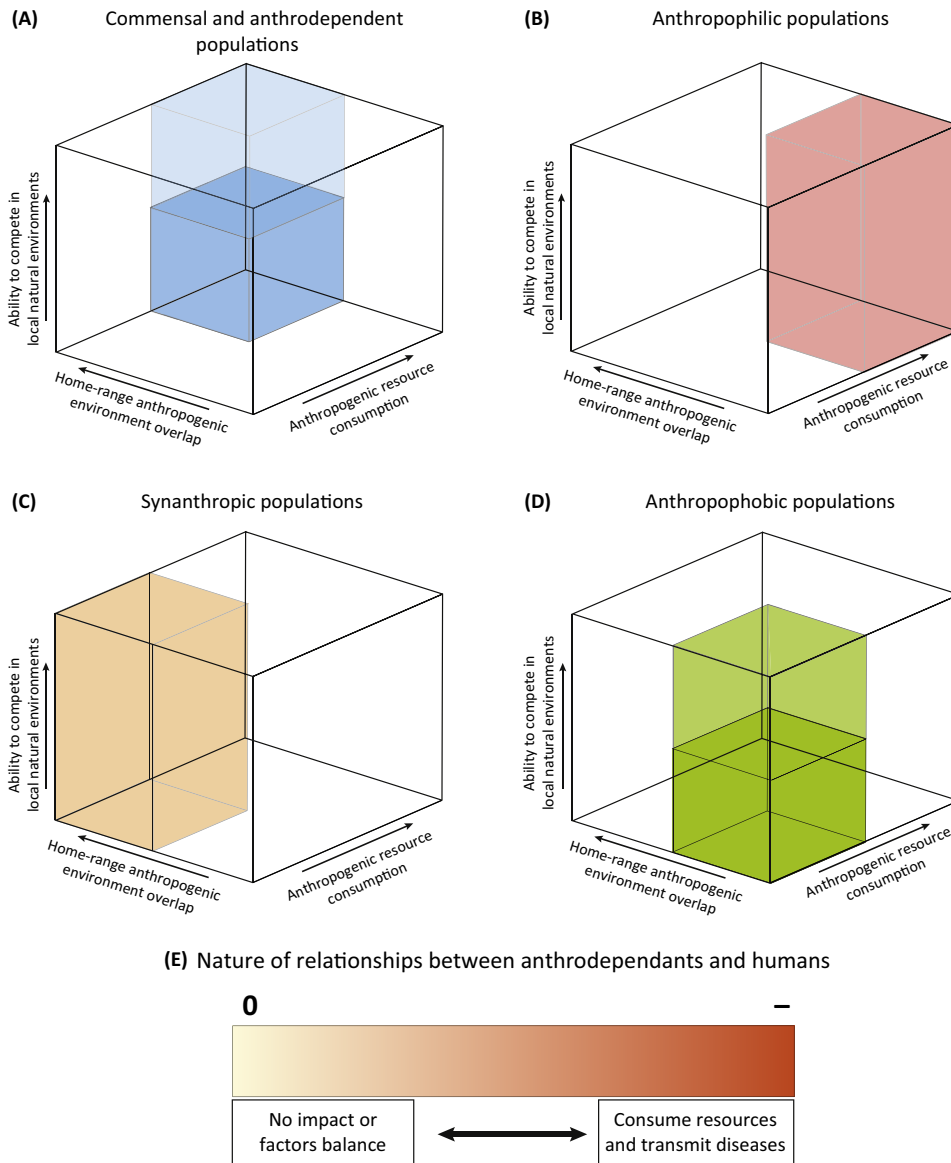 (A)
Commensal and anthrodependent
populations
Ability to compete in
local natural environments
Home-range anthropogenic
environment overlap
Anthropogenic resource
consumption
(B)
Anthropophilic populations
Ability to compete in
local natural environments
Home-range anthropogenic
environment overlap
Anthropogenic resource
consumption
(C)
Synanthropic populations
Ability to compete in
local natural environments
Home-range anthropogenic
environment overlap
Anthropogenic resource
consumption
(D)
Anthropophobic populations
Ability to compete in
local natural environments
Home-range anthropogenic
environment overlap
Anthropogenic resource
consumption
(E) Nature of relationships between anthrodependants and humans
0 –
No impact or
factors balance
Consume resources
and transmit diseases